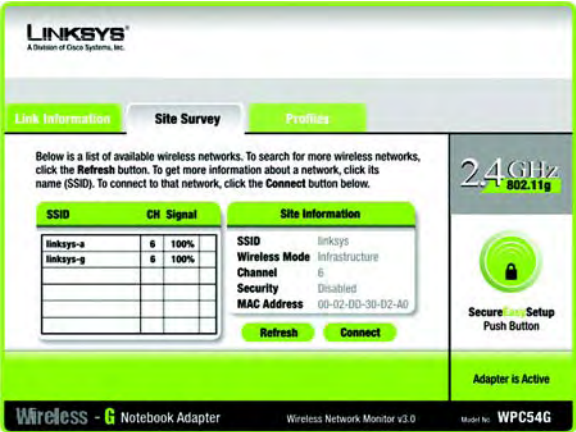 LINKSYS®
A Division of Cisco Systems, Inc.
Link Information Site Survey Profiles
Below is a list of available wireless networks. To search for more wireless networks,
click the Refresh button. To get more information about a network, click its
name (SSID). To connect to that network, click the Connect button below.
2.4GHz
802.11g
SSID CH Signal
linksys-a 6 100%
linksys-g 6 100%
Site Information
SSID linksys
Wireless Mode Infrastructure
Channel 6
Security Disabled
MAC Address 00-02-DD-30-D2-A0
Refresh Connect
SecureEasySetup
Push Button
Adapter is Active
Wireless - G Notebook Adapter Wireless Network Monitor v3.0 Model No. WPC54G